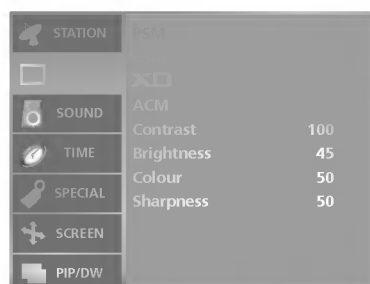 STATION
PSM
XD
ACM
SOUND
Contrast 100
TIME
Brightness 45
Colour 50
SPECIAL
Sharpness 50
SCREEN
PIP/DW